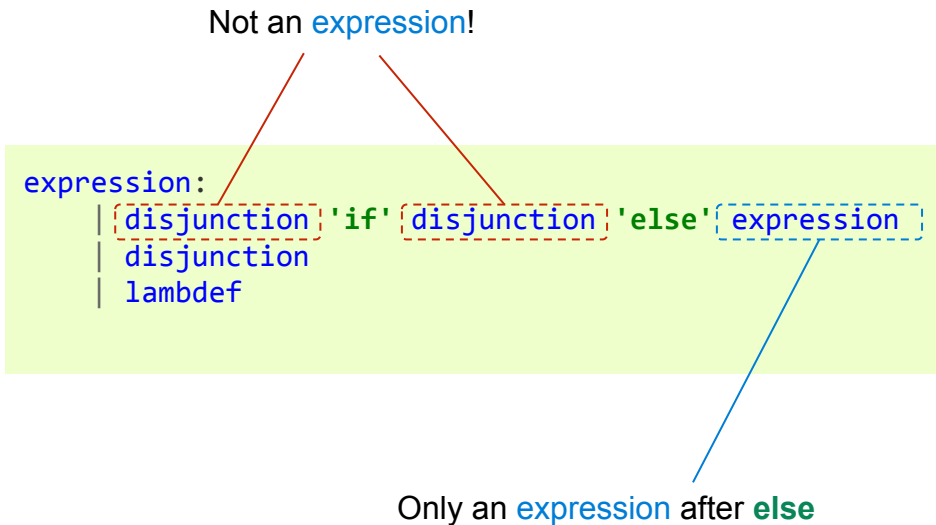 Not an expression!
expression:
| disjunction 'if' disjunction 'else' expression
| disjunction
| lambdef
Only an expression after else